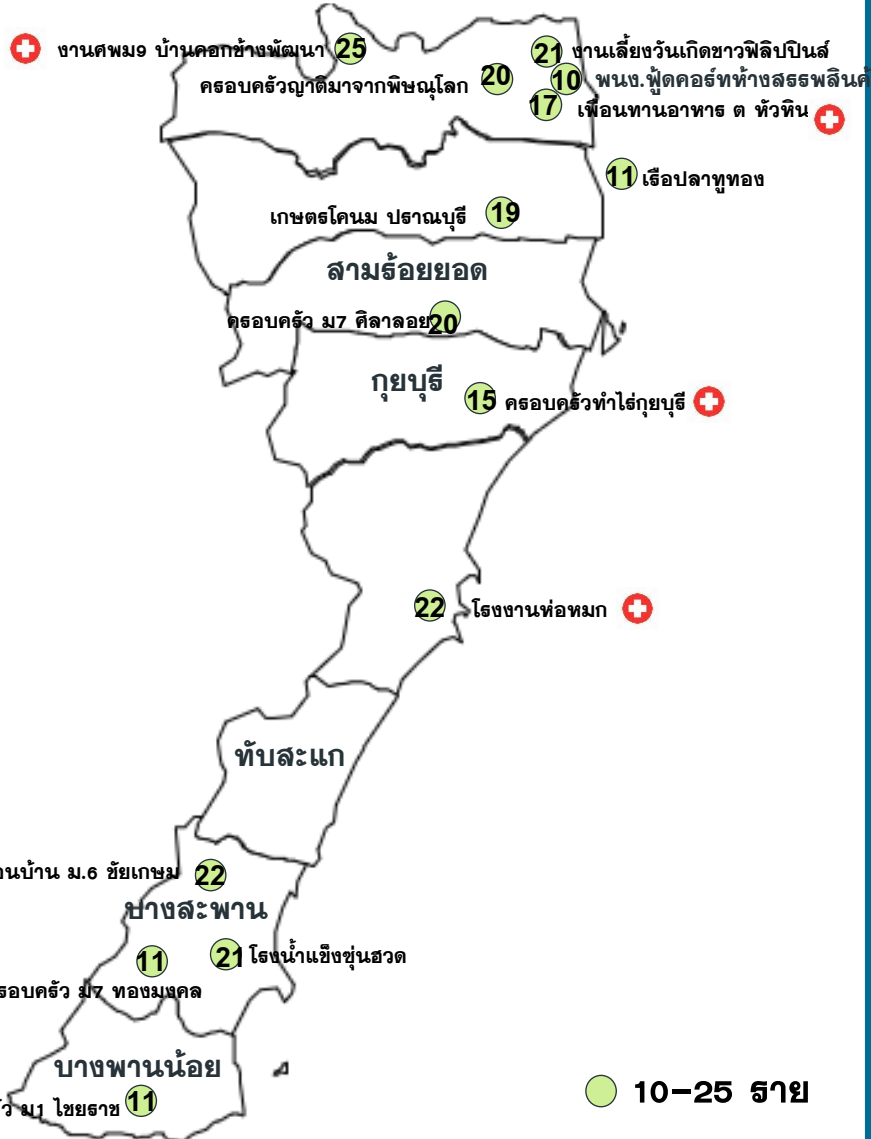 งานศพม9 บ้านคอกช้างพัฒนา 25
21 งานเลี้ยงวันเกิดชาวฟิลิปปินส์
ครอบครัวญาติมาจากพิษณุโลก 20
10 พนง.ฟู้ดคอร์ทห้างสรรพสินค้
17 เพื่อนทานอาหาร ต หัวหิน
11 เรือปลาทูทอง
เกษตรโคนม ปราณบุรี 19
สามร้อยยอด
ครอบครัว ม7 ศิลาลอย 20
กุยบุรี
15 ครอบครัวทำไร่กุยบุรี
22 โรงงานห่อหมก
ทับสะแก
อนบ้าน ม.6 ชัยเกษม 22
บางสะพาน
11
21 โรงน้ำแข็งซุ่นฮวด
รอบครัว ม7 ทองมงคล
บางพานน้อย
ัว ม1 ไชยราช 11
10-25 ราย